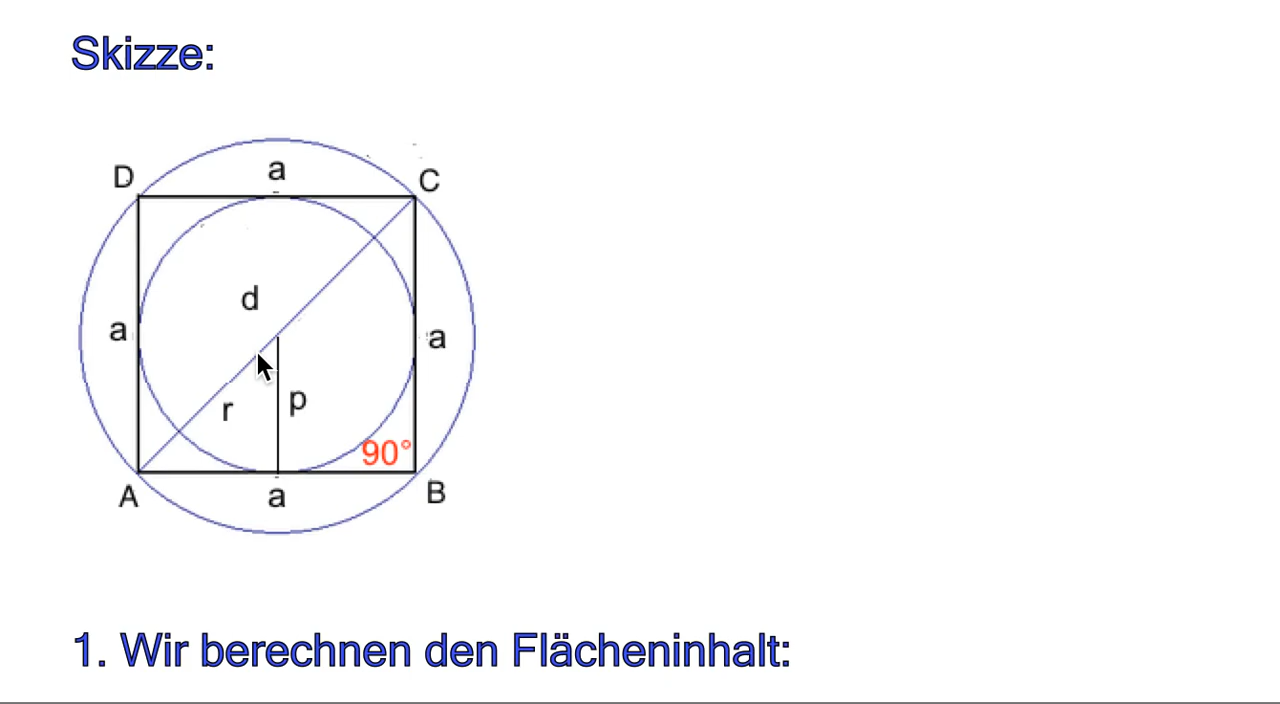 Skizze:
D a C
d
a a
r p
90°
A a B
1. Wir berechnen den Flächeninhalt: